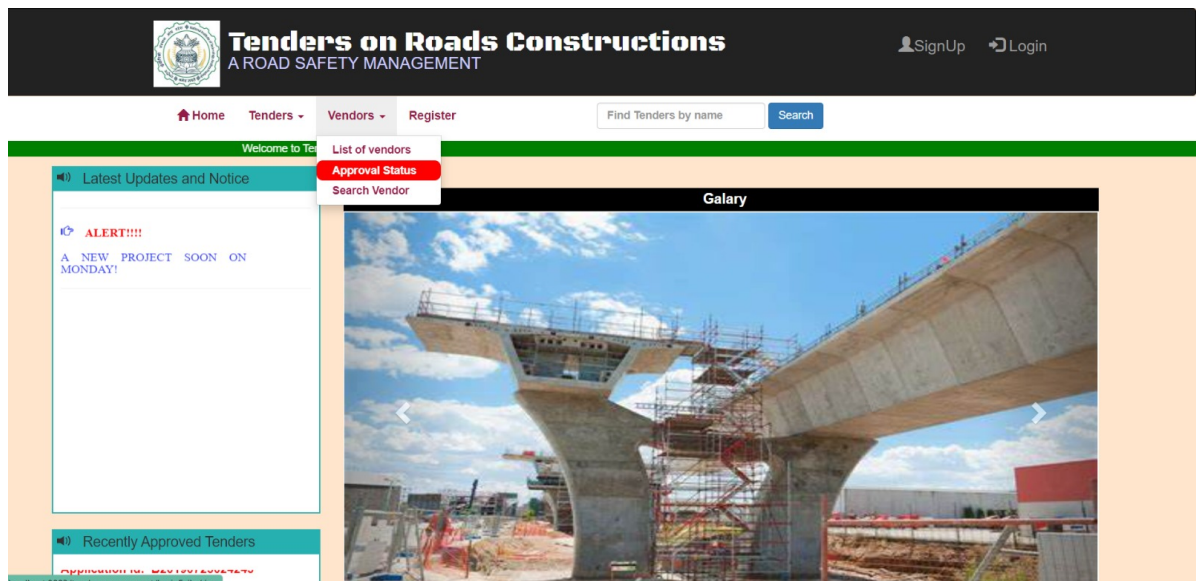 Tenders on Roads Constructions
A ROAD SAFETY MANAGEMENT
SignUp Login
Home Tenders Vendors Register
Find Tenders by name Search
Welcome to
List of vendors
Approval Status
Search Vendor
Latest Updates and Notice
Galary
ALERT!!!!
A NEW PROJECT SOON ON
MONDAY!
Recently Approved Tenders